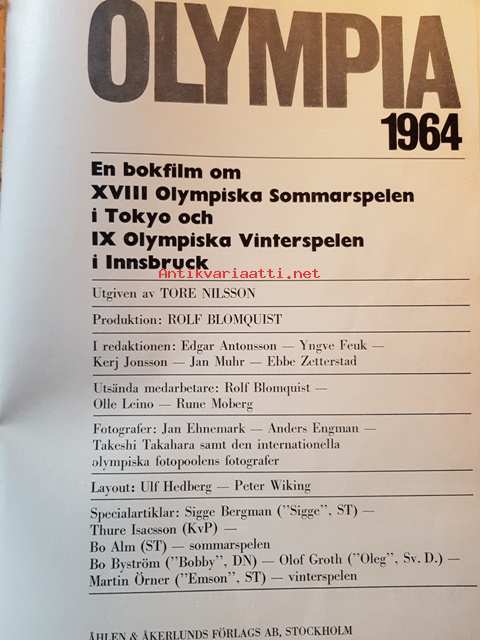 OLYMPIA
1964
En bokfilm om
XVIII Olympiska Sommarspelen
i Tokyo och
IX Olympiska Vinterspelen
i Innsbruck
Antikvariaatti.net
Utgiven av TORE NILSSON
Produktion: ROLF BLOMQUIST
I redaktionen: Edgar Antonsson — Yngve Feuk —
Kerj Jonsson — Jan Muhr — Ebbe Zetterstad
Utsända medarbetare: Rolf Blomquist —
Olle Leino — Rune Moberg
Fotografer: Jan Ehnemark — Anders Engman —
Takeshi Takahara samt den internationella
olympiska fotopoolens fotografer
Layout: Ulf Hedberg — Peter Wiking
Specialartiklar: Sigge Bergman ("Sigge", ST) —
Thure Isacsson (KvP) —
Bo Alm (ST) — sommarspelen
Bo Byström ("Bobby", DN) — Olof Groth ("Oleg", Sv. D.) —
Martin Örner ("Emson", ST) — vinterspelen
ÅHLEN & ÅKERLUNDS FÖRLAGS AB, STOCKHOLM